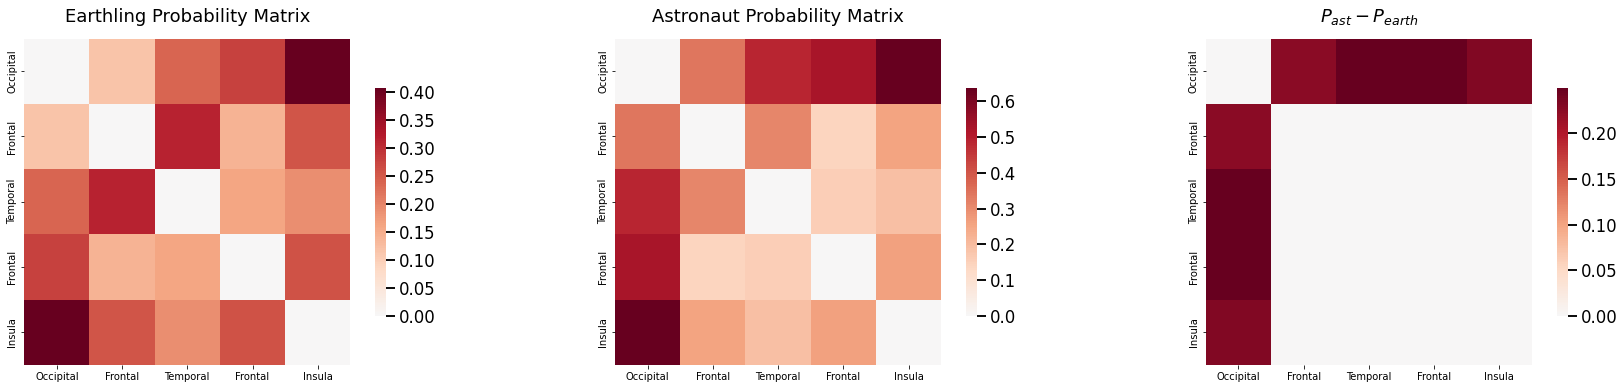 Earthling Probability Matrix
Occipital
Frontal
Temporal
Frontal
Insula
Occipital Frontal Temporal Frontal Insula
0.40
0.35
0.30
0.25
0.20
0.15
0.10
0.05
0.00
Astronaut Probability Matrix
Occipital
Frontal
Temporal
Frontal
Insula
Occipital Frontal Temporal Frontal Insula
0.6
0.5
0.4
0.3
0.2
0.1
0.0
P_ast − P_earth
Occipital
Frontal
Temporal
Frontal
Insula
Occipital Frontal Temporal Frontal Insula
0.20
0.15
0.10
0.05
0.00